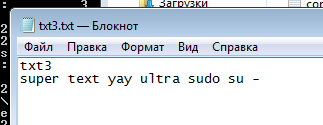 Загрузки
txt3.txt — Блокнот
Файл Правка Формат Вид Справка
txt3
super text yay ultra sudo su -